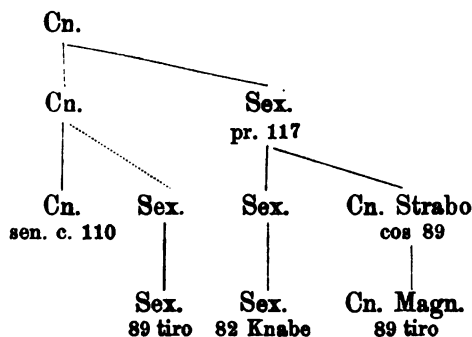 Cn.
Cn. Sex.
pr. 117
Cn. Sex. Sex. Cn. Strabo
sen. c. 110 cos 89
Sex. Sex. Cn. Magn.
89 tiro 82 Knabe 89 tiro